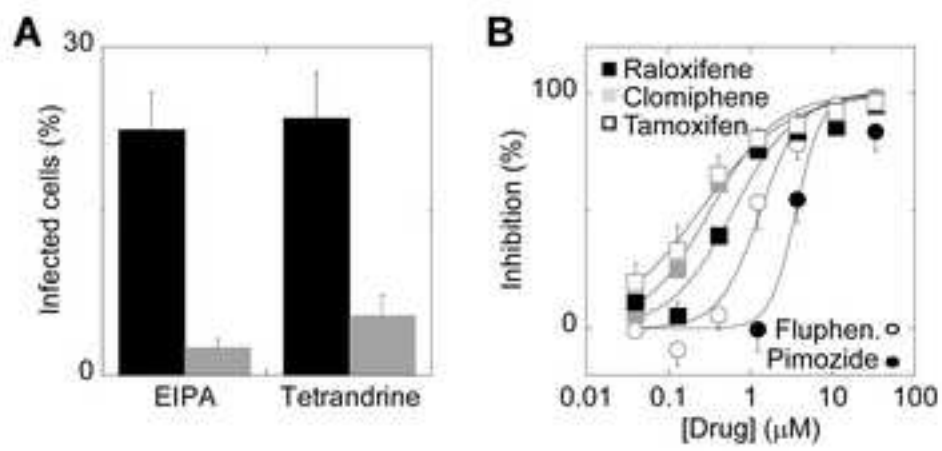 A
30
Infected cells (%)
0
EIPA
Tetrandrine
B
100
Inhibition (%)
0
Raloxifene
Clomiphene
Tamoxifen
Fluphen.
Pimozide
0.01
0.1
1
10
100
[Drug] (μM)